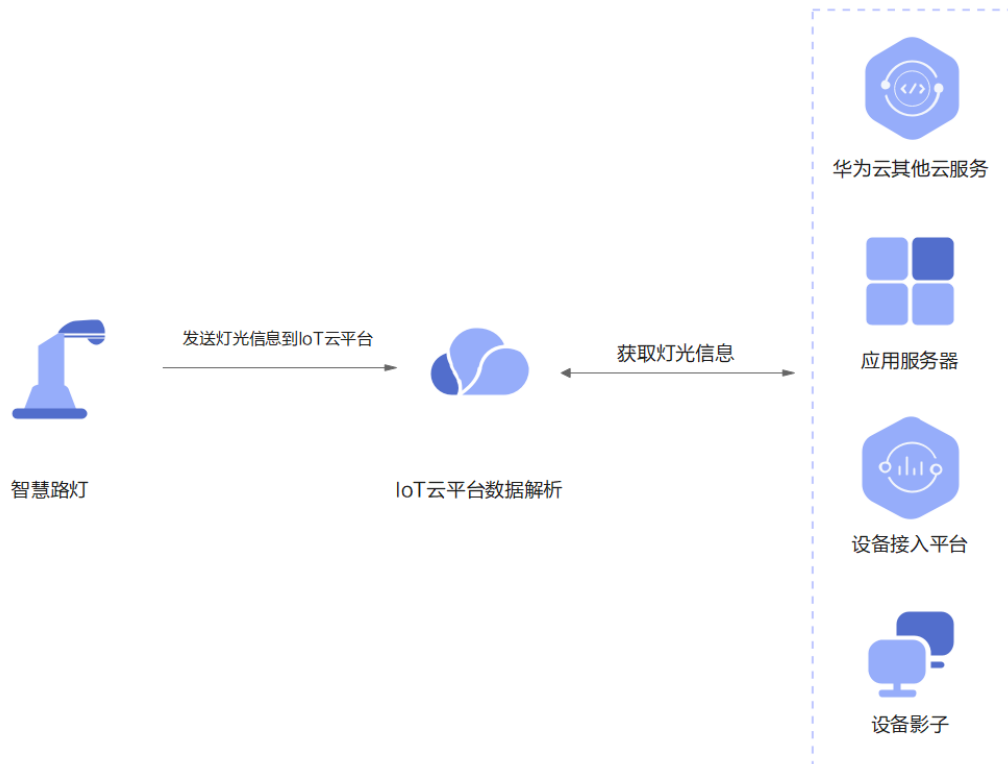 华为云其他云服务
应用服务器
发送灯光信息到IoT云平台
获取灯光信息
智慧路灯
IoT云平台数据解析
设备接入平台
设备影子